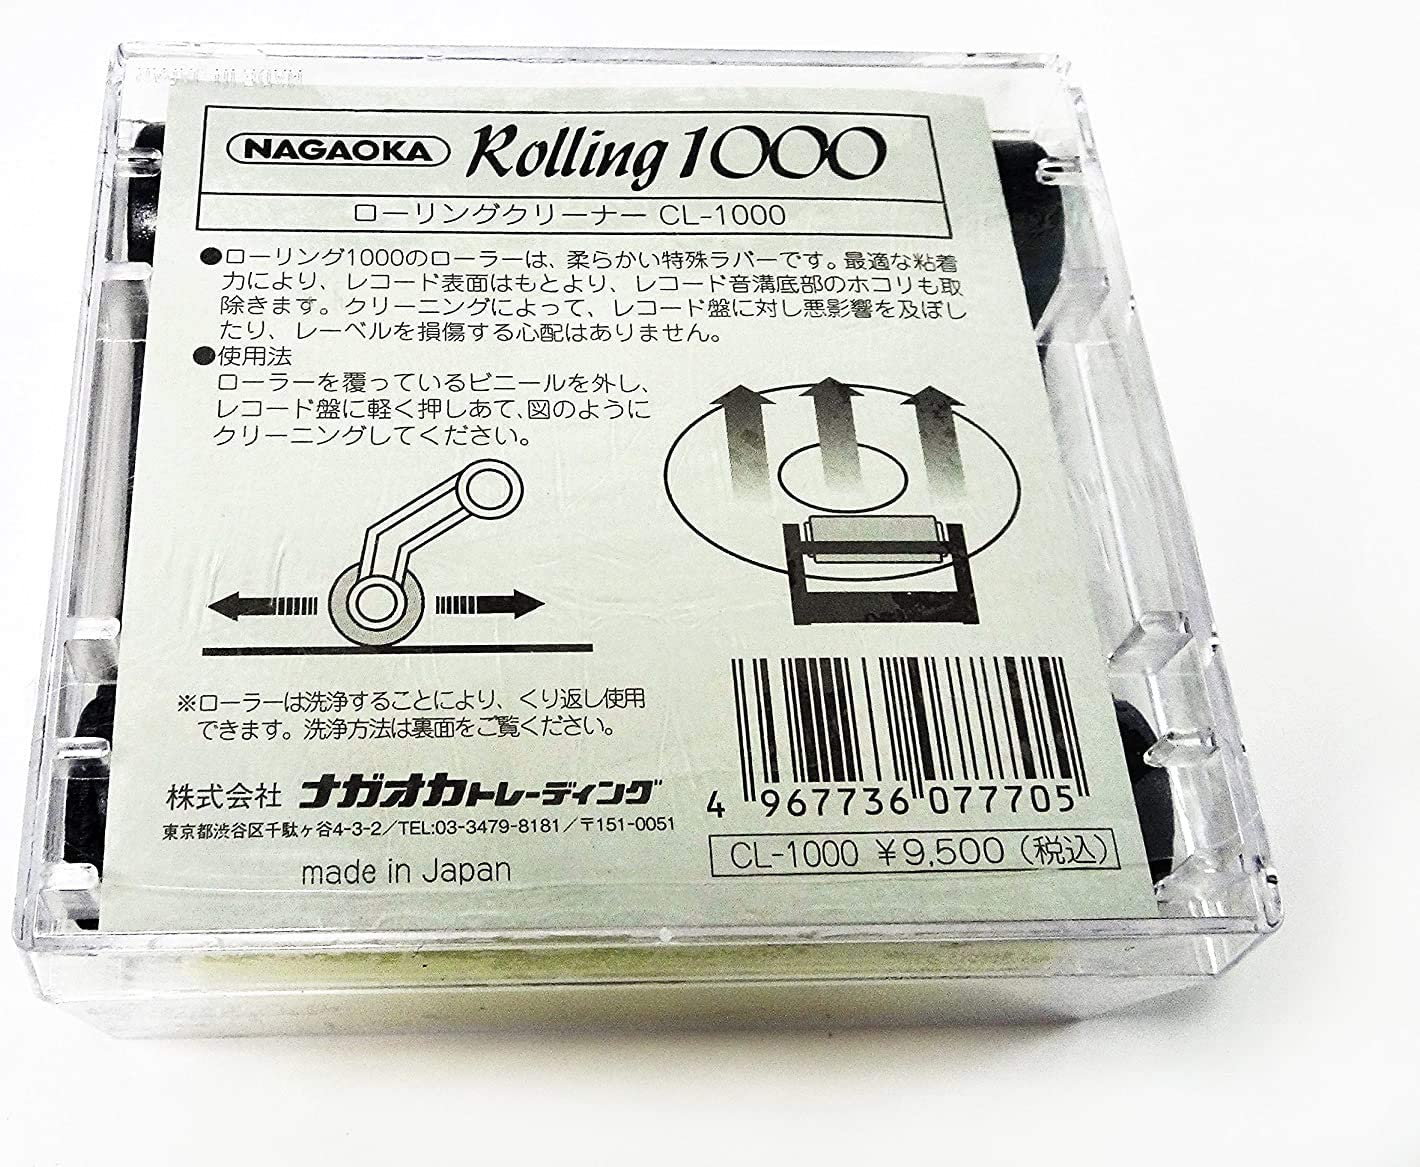 NAGAOKA Rolling 1000
ローリングクリーナー CL-1000
●ローリング1000のローラーは、柔らかい特殊ラバーです。最適な粘着
力により、レコード表面はもとより、レコード音溝底部のホコリも取
除きます。クリーニングによって、レコード盤に対し悪影響を及ぼし
たり、レーベルを損傷する心配はありません。
●使用法
ローラーを覆っているビニールを外し、
レコード盤に軽く押しあて、図のように
クリーニングしてください。
※ローラーは洗浄することにより、くり返し使用
できます。洗浄方法は裏面をご覧ください。
株式会社 ナガオカトレーディング
東京都渋谷区千駄ヶ谷4-3-2/TEL:03-3479-8181/〒151-0051
made in Japan
4 967736 077705
CL-1000 ¥9,500(税込)